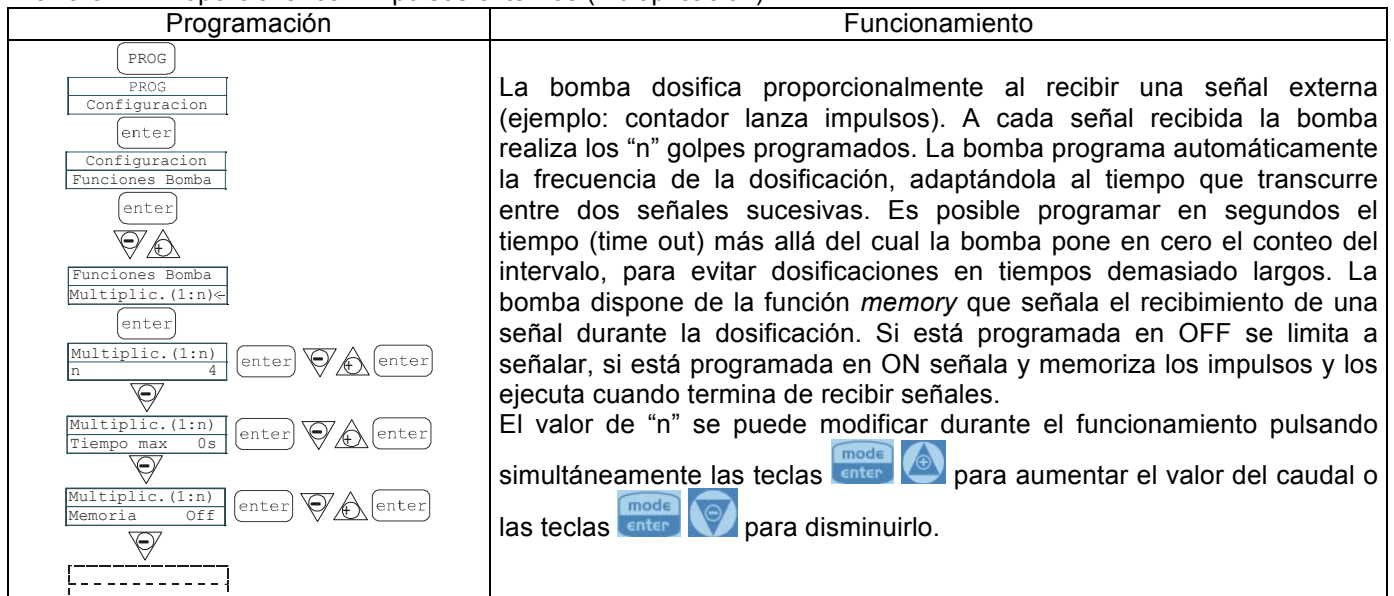 Programación
Funcionamiento
PROG
PROG
Configuracion
enter
Configuracion
Funciones Bomba
enter
Funciones Bomba
Multiplic.(1:n)←
enter
Multiplic.(1:n)
n 4
enter enter
Multiplic.(1:n)
Tiempo max 0s
enter enter
Multiplic.(1:n)
Memoria Off
enter enter
La bomba dosifica proporcionalmente al recibir una señal externa
(ejemplo: contador lanza impulsos). A cada señal recibida la bomba
realiza los “n” golpes programados. La bomba programa automáticamente
la frecuencia de la dosificación, adaptándola al tiempo que transcurre
entre dos señales sucesivas. Es posible programar en segundos el
tiempo (time out) más allá del cual la bomba pone en cero el conteo del
intervalo, para evitar dosificaciones en tiempos demasiado largos. La
bomba dispone de la función memory que señala el recibimiento de una
señal durante la dosificación. Si está programada en OFF se limita a
señalar, si está programada en ON señala y memoriza los impulsos y los
ejecuta cuando termina de recibir señales.
El valor de “n” se puede modificar durante el funcionamiento pulsando
simultáneamente las teclas mode enter para aumentar el valor del caudal o
las teclas mode enter para disminuirlo.